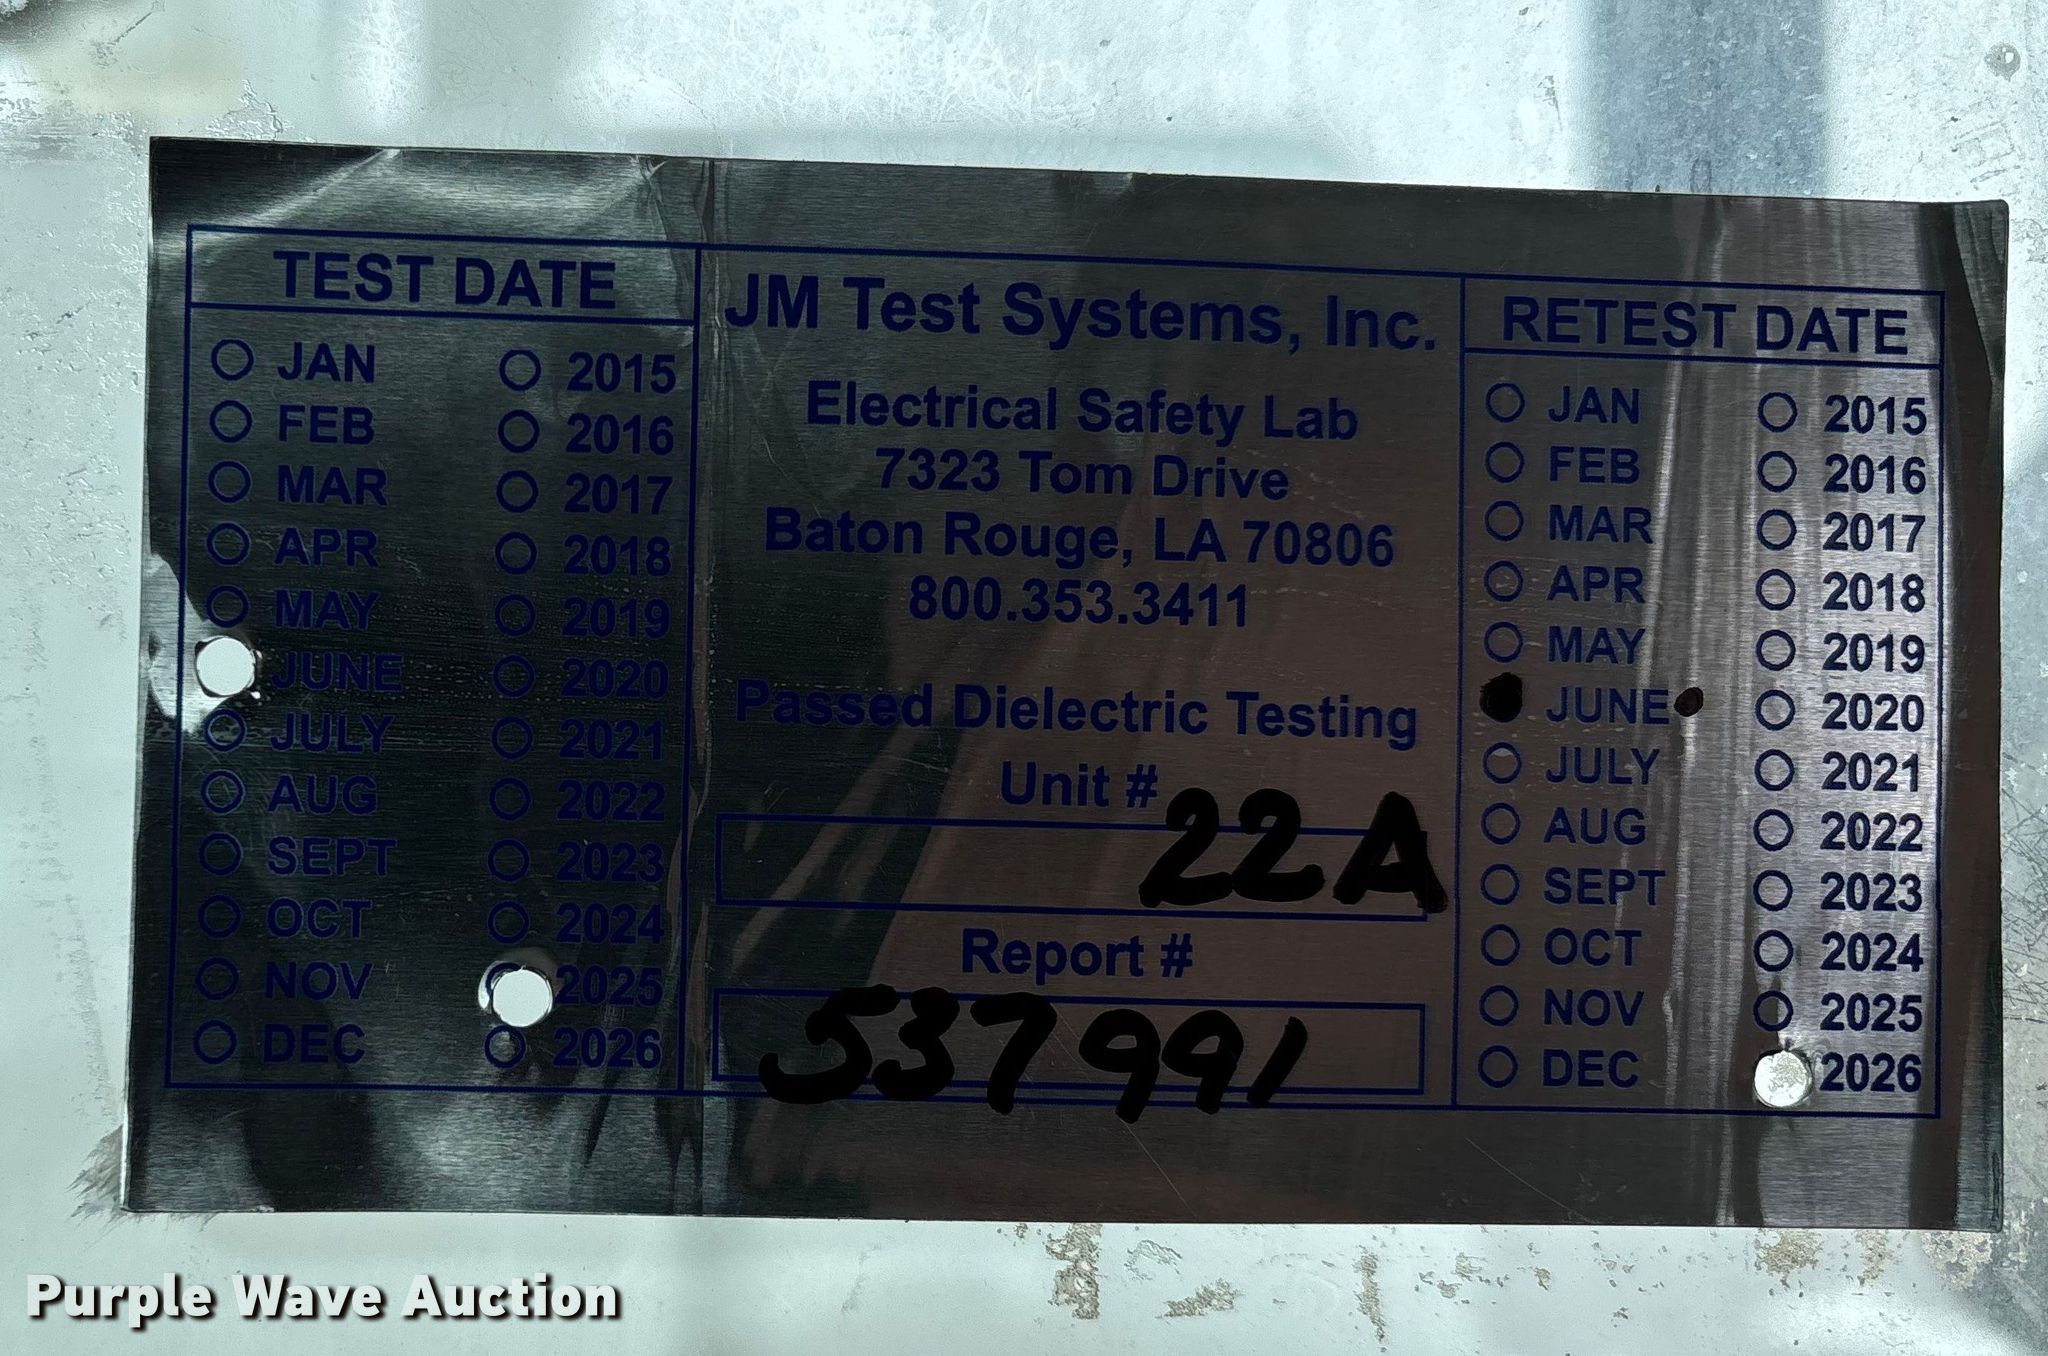 TEST DATE
JAN 2015
FEB 2016
MAR 2017
APR 2018
MAY 2019
JUNE 2020
JULY 2021
AUG 2022
SEPT 2023
OCT 2024
NOV 2025
DEC 2026
JM Test Systems, Inc.
Electrical Safety Lab
7323 Tom Drive
Baton Rouge, LA 70806
800.353.3411
Passed Dielectric Testing
Unit #
22A
Report #
537991
RETEST DATE
JAN 2015
FEB 2016
MAR 2017
APR 2018
MAY 2019
JUNE 2020
JULY 2021
AUG 2022
SEPT 2023
OCT 2024
NOV 2025
DEC 2026
Purple Wave Auction